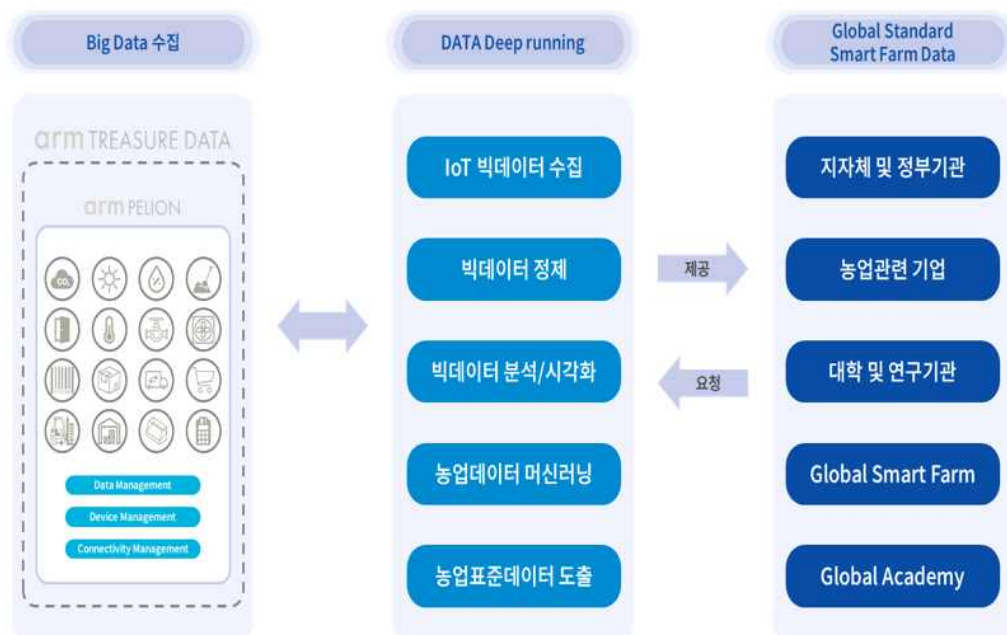 Big Data 수집
DATA Deep running
Global Standard
Smart Farm Data
arm TREASURE DATA
arm PELION
CO₂
Data Management
Device Management
Connectivity Management
IoT 빅데이터 수집
빅데이터 정제
빅데이터 분석/시각화
농업데이터 머신러닝
농업표준데이터 도출
제공
요청
지자체 및 정부기관
농업관련 기업
대학 및 연구기관
Global Smart Farm
Global Academy